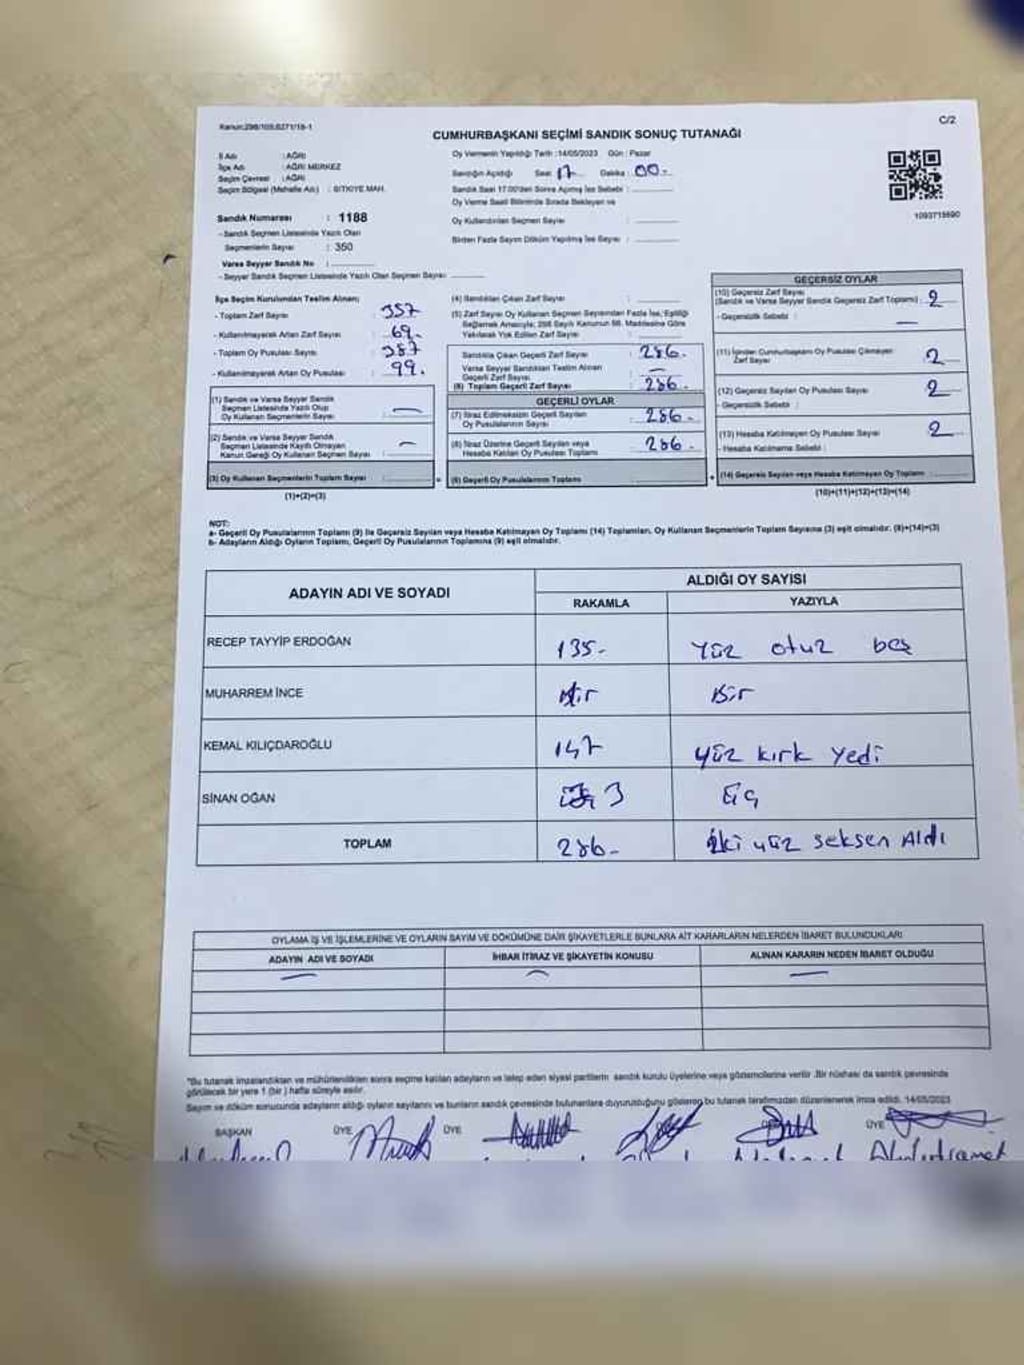 Kanun:298/105,6271/18-1
C/2
CUMHURBAŞKANI SEÇİMİ SANDIK SONUÇ TUTANAĞI
İl Adı : AĞRI
İlçe Adı : AĞRI MERKEZ
Seçim Çevresi : AĞRI
Seçim Bölgesi (Mahalle Adı) : SITKIYE MAH.
Sandık Numarası : 1188
- Sandık Seçmen Listesinde Yazılı Olan
Seçmenlerin Sayısı : 350
Varsa Seyyar Sandık No :
- Seyyar Sandık Seçmen Listesinde Yazılı Olan Seçmen Sayısı
Oy Vermenin Yapıldığı Tarih :14/05/2023 Gün : Pazar
Sandığın Açıldığı Saat 17 Dakika : 00-
Sandık Saat 17.00'den Sonra Açılmış İse Sebebi :
Oy Verme Saati Bitiminde Sırada Bekleyen ve
Oy Kullandırılan Seçmen Sayısı :
Birden Fazla Sayım Döküm Yapılmış İse Sayısı :
1093715690
İlçe Seçim Kurulundan Teslim Alınan;
- Toplam Zarf Sayısı : 357
- Kullanılmayarak Artan Zarf Sayısı : 69.
- Toplam Oy Pusulası Sayısı : 387
- Kullanılmayarak Artan Oy Pusulası : 99.
(1) Sandık ve Varsa Seyyar Sandık
Seçmen Listesinde Yazılı Olup
Oy Kullanan Seçmenlerin Sayısı :
(2) Sandık ve Varsa Seyyar Sandık
Seçmen Listesinde Kayıtlı Olmayan
Kanun Gereği Oy Kullanan Seçmen Sayısı :
(3) Oy Kullanan Seçmenlerin Toplam Sayısı :
(1)+(2)=(3)
(4) Sandıktan Çıkan Zarf Sayısı :
(5) Zarf Sayısı Oy Kullanan Seçmen Sayısından Fazla İse, Eşitliği
Sağlamak Amacıyla; 298 Sayılı Kanunun 98. Maddesine Göre
Yakılarak Yok Edilen Zarf Sayısı :
Sandıkta Çıkan Geçerli Zarf Sayısı : 286.
Varsa Seyyar Sandıktan Teslim Alınan
Geçerli Zarf Sayısı :
(6) Toplam Geçerli Zarf Sayısı : 286.
GEÇERLİ OYLAR
(7) İtiraz Edilmeksizin Geçerli Sayılan
Oy Pusulalarının Sayısı : 286-
(8) İtiraz Üzerine Geçerli Sayılan veya
Hesaba Katılan Oy Pusulası Toplamı : 286-
(9) Geçerli Oy Pusulalarının Toplamı :
GEÇERSİZ OYLAR
(10) Geçersiz Zarf Sayısı
(Sandık ve Varsa Seyyar Sandık Geçersiz Zarf Toplamı) : 2
- Geçersizlik Sebebi :
(11) İçinden Cumhurbaşkanı Oy Pusulası Çıkmayan
Zarf Sayısı : 2
(12) Geçersiz Sayılan Oy Pusulası Sayısı : 2
- Geçersizlik Sebebi :
(13) Hesaba Katılmayan Oy Pusulası Sayısı : 2
- Hesaba Katılmama Sebebi :
(14) Geçersiz Sayılan veya Hesaba Katılmayan Oy Toplamı :
(10)+(11)+(12)+(13)=(14)
NOT:
a- Geçerli Oy Pusulalarının Toplamı (9) ile Geçersiz Sayılan veya Hesaba Katılmayan Oy Toplamı (14) Toplamları, Oy Kullanan Seçmenlerin Toplam Sayısına (3) eşit olmalıdır. (9)+(14)=(3)
b- Adayların Aldığı Oyların Toplamı, Geçerli Oy Pusulalarının Toplamına (9) eşit olmalıdır.
ADAYIN ADI VE SOYADI
ALDIĞI OY SAYISI
RAKAMLA YAZIYLA
RECEP TAYYİP ERDOĞAN 135- Yüz otuz beş
MUHARREM İNCE Bir Bir
KEMAL KILIÇDAROĞLU 147 Yüz kırk Yedi
SİNAN OĞAN 3 Üç
TOPLAM 286- İki yüz seksen Aldı
OYLAMA İŞ VE İŞLEMLERİNE VE OYLARIN SAYIM VE DÖKÜMÜNE DAİR ŞİKAYETLERLE BUNLARA AİT KARARLARIN NELERDEN İBARET BULUNDUKLARI
ADAYIN ADI VE SOYADI İHBAR İTİRAZ VE ŞİKAYETİN KONUSU ALINAN KARARIN NEDEN İBARET OLDUĞU
*Bu tutanak imzalandıktan ve mühürlendikten sonra seçime katılan adayların ve talep eden siyasi partilerin sandık kurulu üyelerine veya gözlemcilerine verilir .Bir nüshası da sandık çevresinde
görülecek bir yere 1 (bir ) hafta süreyle asılır.
Sayım ve döküm sonucunda adayların aldığı oyların sayılarını ve bunların sandık çevresinde bulunanlara duyurulduğunu gösteren bu tutanak tarafımızdan düzenlenerek imza edildi. 14/05/2023
BAŞKAN ÜYE ÜYE ÜYE